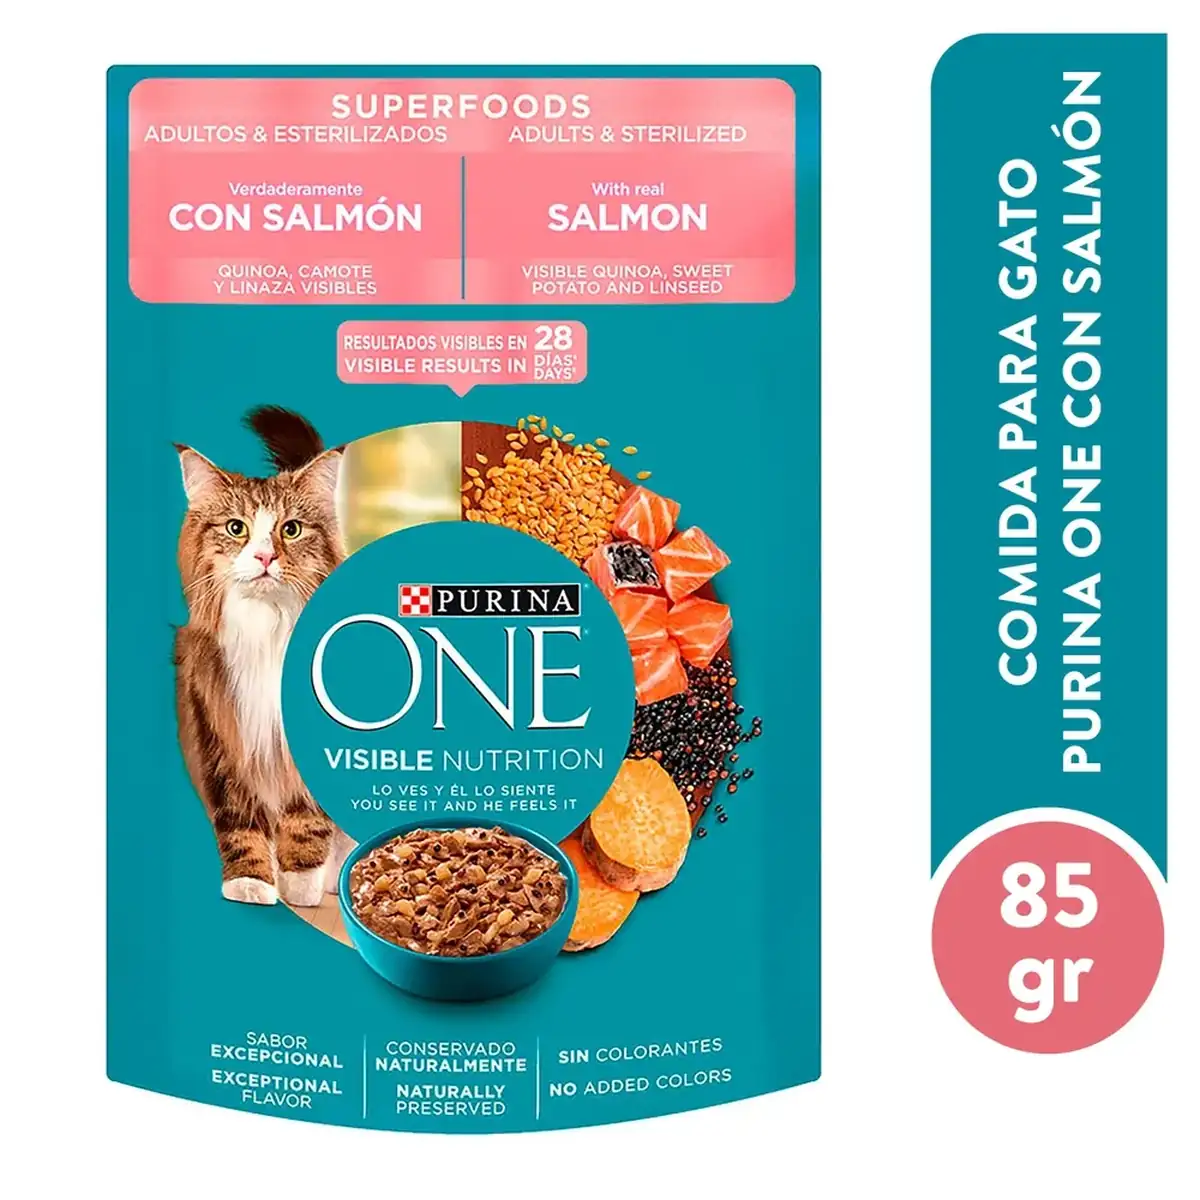 SUPERFOODS
ADULTOS & ESTERILIZADOS
ADULTS & STERILIZED
Verdaderamente
CON SALMÓN
QUINOA, CAMOTE
Y LINAZA VISIBLES
With real
SALMON
VISIBLE QUINOA, SWEET
POTATO AND LINSEED
RESULTADOS VISIBLES EN 28 DÍAS*
VISIBLE RESULTS IN DAYS*
PURINA
ONE
VISIBLE NUTRITION
LO VES Y ÉL LO SIENTE
YOU SEE IT AND HE FEELS IT
SABOR
EXCEPCIONAL
EXCEPTIONAL
FLAVOR
CONSERVADO
NATURALMENTE
NATURALLY
PRESERVED
SIN COLORANTES
NO ADDED COLORS
COMIDA PARA GATO
PURINA ONE CON SALMÓN
85
gr